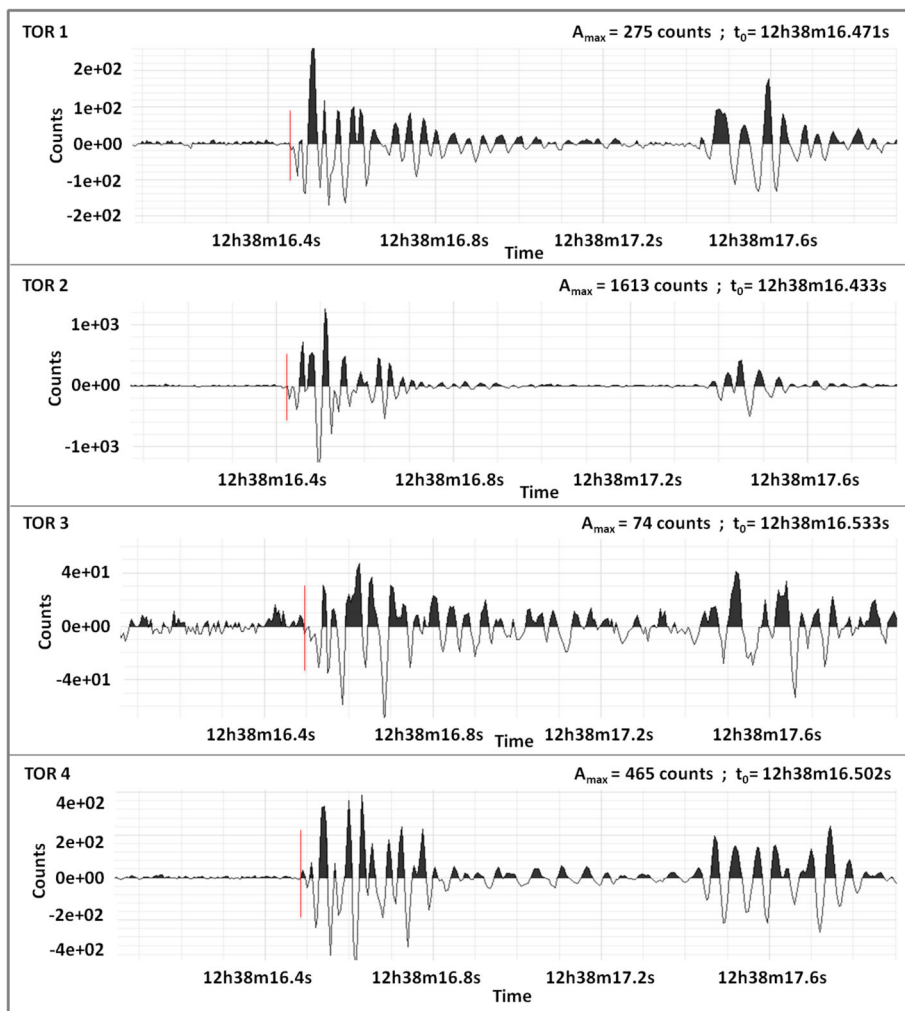 TOR 1 Amax = 275 counts ; t0= 12h38m16.471s
2e+02
1e+02
0e+00
-1e+02
-2e+02
Counts
12h38m16.4s 12h38m16.8s 12h38m17.2s 12h38m17.6s
Time
TOR 2 Amax = 1613 counts ; t0= 12h38m16.433s
1e+03
0e+00
-1e+03
Counts
12h38m16.4s 12h38m16.8s 12h38m17.2s 12h38m17.6s
Time
TOR 3 Amax = 74 counts ; t0= 12h38m16.533s
4e+01
0e+00
-4e+01
Counts
12h38m16.4s 12h38m16.8s 12h38m17.2s 12h38m17.6s
Time
TOR 4 Amax = 465 counts ; t0= 12h38m16.502s
4e+02
2e+02
0e+00
-2e+02
-4e+02
Counts
12h38m16.4s 12h38m16.8s 12h38m17.2s 12h38m17.6s
Time